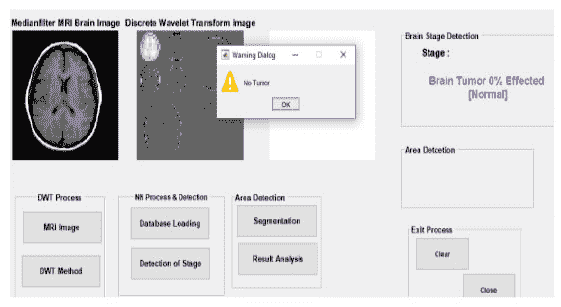 Medianfilter MRI Brain Image
Discrete Wavelet Transform Image
Warning Dialog
No Tumor
OK
Brain Stage Detection
Stage :
Brain Tumor 0% Effected
[Normal]
Area Detcetion
DWT Process
MRI Image
DWT Method
NN Process & Detection
Database Loading
Detection of Stage
Area Detection
Segmentation
Result Analysis
Exit Process
Clear
Close